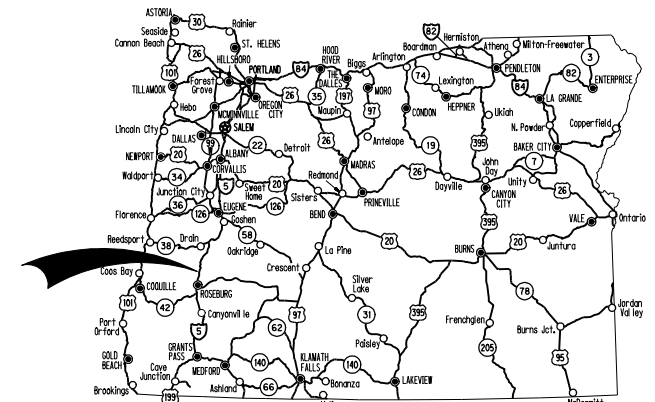 ASTORIA
30
Rainier
Seaside
Cannon Beach
26
ST. HELENS
HILLSBORO
101
Forest
Grove
PORTLAND
84
HOOD
RIVER
THE
DALLES
Biggs
Arlington
Boardman
82
Hermiston
Athena
Milton-Freewater
3
PENDLETON
84
82
ENTERPRISE
TILLAMOOK
OREGON
CITY
26
35
197
MORO
97
74
Lexington
HEPPNER
LA GRANDE
Hebo
MCMINNVILLE
Maupin
CONDON
Ukiah
N. Powder
Copperfield
Lincoln City
SALEM
DALLAS
99
22
Detroit
26
Antelope
19
395
BAKER CITY
NEWPORT
20
ALBANY
CORVALLIS
MADRAS
John
Day
7
Waldport
34
5
Sweet
Home
20
Redmond
26
Dayville
Unity
26
Junction City
36
126
EUGENE
126
Sisters
PRINEVILLE
CANYON
CITY
Florence
Goshen
BEND
395
VALE
Ontario
Reedsport
38
Drain
58
Oakridge
La Pine
20
BURNS
20
Juntura
Coos Bay
Crescent
COQUILLE
ROSEBURG
Silver
Lake
78
101
42
Canyonville
97
31
395
Frenchglen
Jordan
Valley
Port
Orford
5
62
Paisley
Burns Jct.
GOLD
BEACH
GRANTS
PASS
MEDFORD
140
KLAMATH
FALLS
140
205
95
Cave
Junction
Brookings
199
Ashland
66
Bonanza
LAKEVIEW